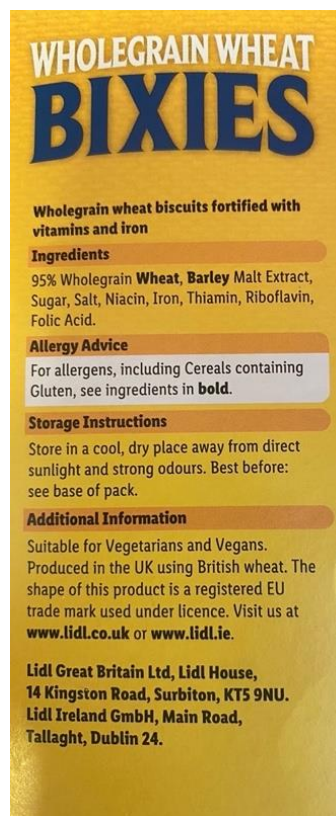 WHOLEGRAIN WHEAT
BIXIES
Wholegrain wheat biscuits fortified with
vitamins and iron
Ingredients
95% Wholegrain Wheat, Barley Malt Extract,
Sugar, Salt, Niacin, Iron, Thiamin, Riboflavin,
Folic Acid.
Allergy Advice
For allergens, including Cereals containing
Gluten, see ingredients in bold.
Storage Instructions
Store in a cool, dry place away from direct
sunlight and strong odours. Best before:
see base of pack.
Additional Information
Suitable for Vegetarians and Vegans.
Produced in the UK using British wheat. The
shape of this product is a registered EU
trade mark used under licence. Visit us at
www.lidl.co.uk or www.lidl.ie.
Lidl Great Britain Ltd, Lidl House,
14 Kingston Road, Surbiton, KT5 9NU.
Lidl Ireland GmbH, Main Road,
Tallaght, Dublin 24.